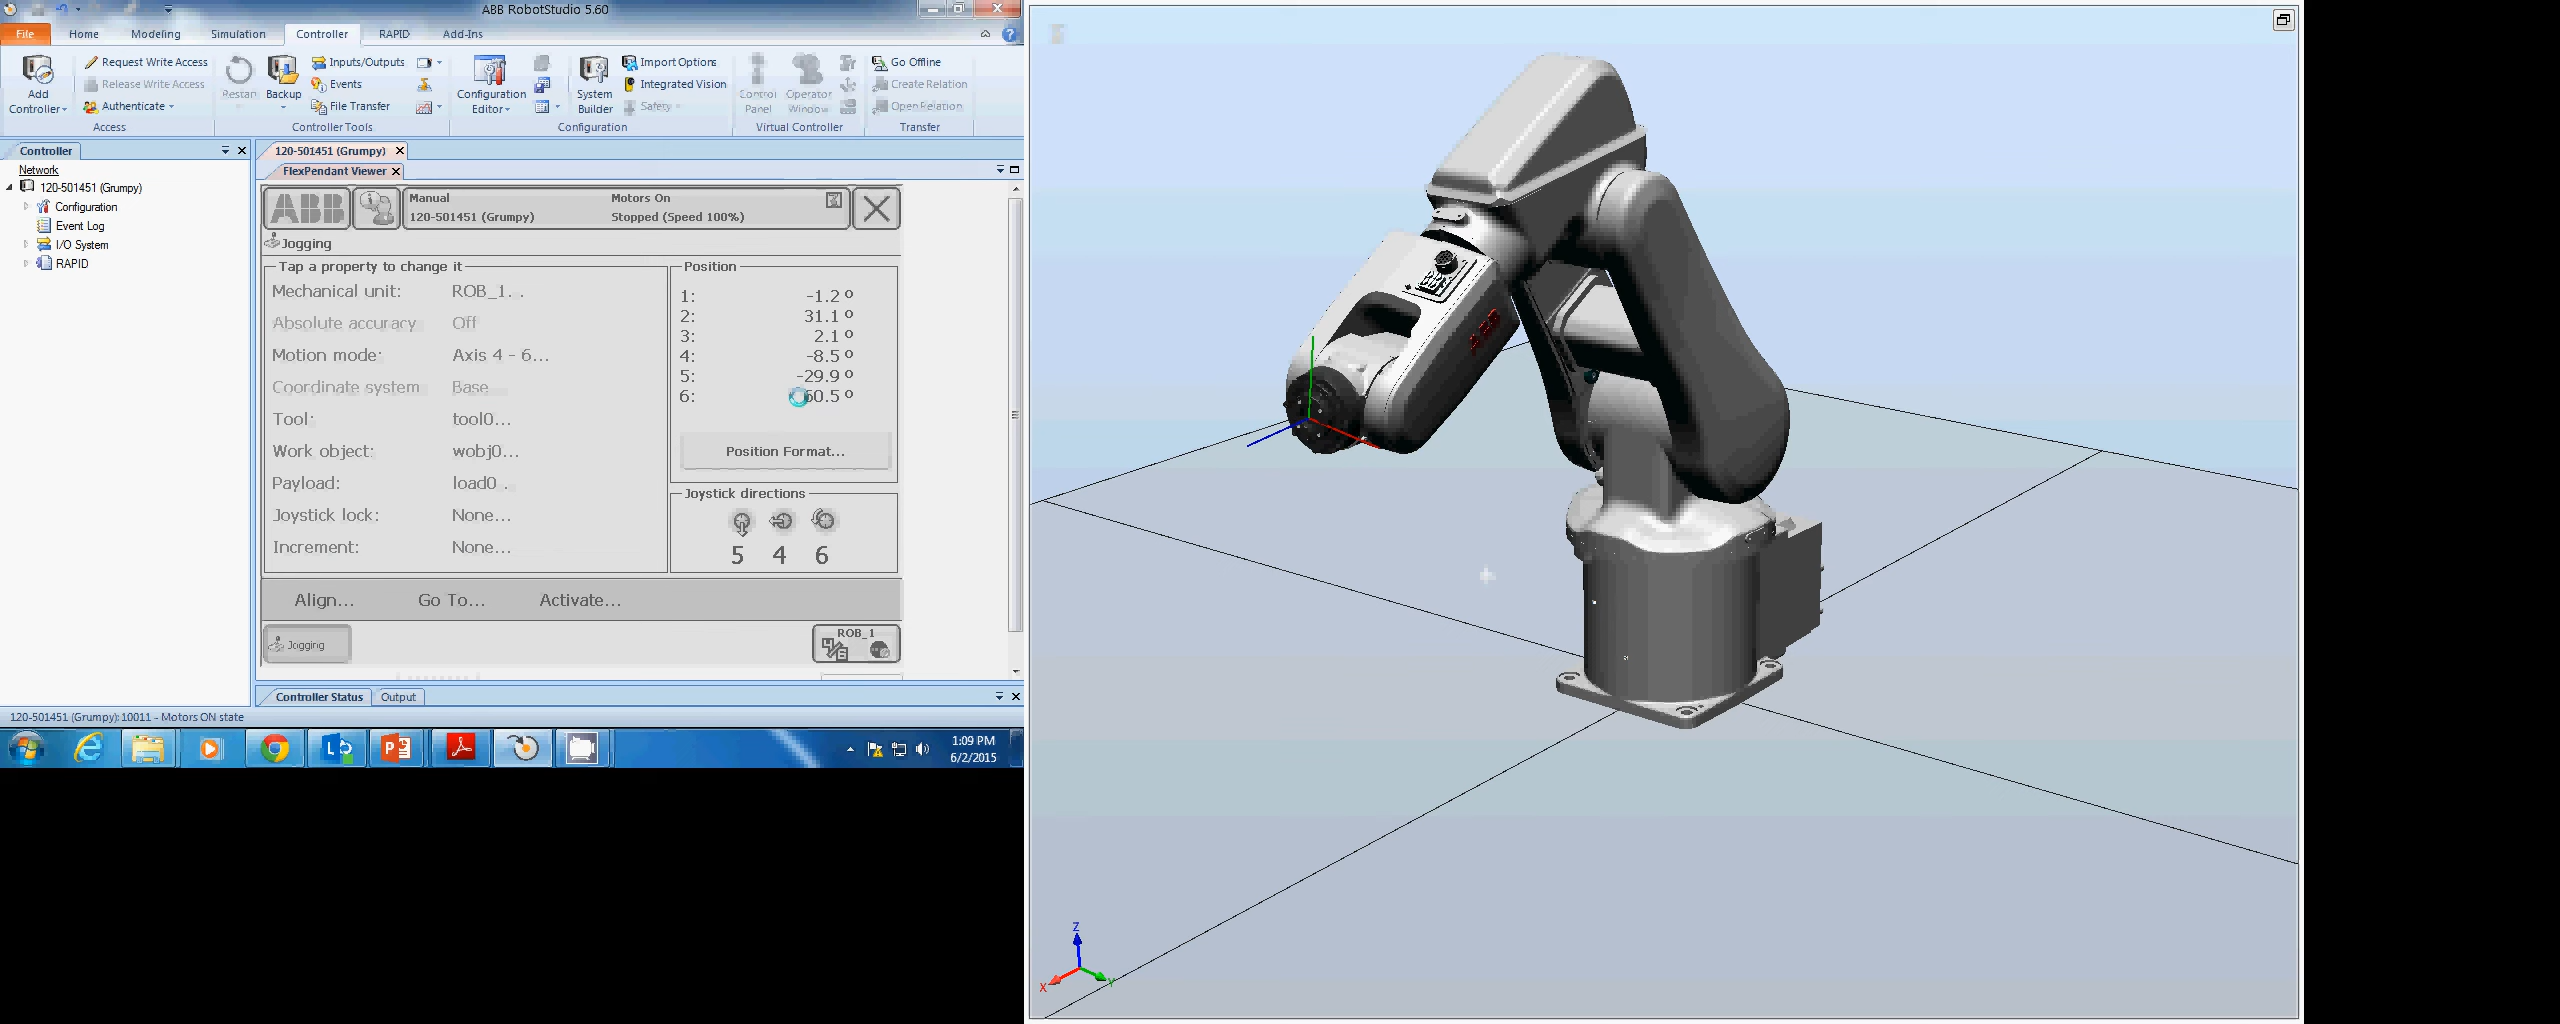 ABB RobotStudio 5.60
File Home Modeling Simulation Controller RAPID Add-Ins
Add Controller
Request Write Access
Release Write Access
Authenticate
Access
Restart
Backup
Inputs/Outputs
Events
File Transfer
Controller Tools
Configuration Editor
System Builder
Import Options
Integrated Vision
Safety
Configuration
Control Panel
Operator Window
Virtual Controller
Go Offline
Create Relation
Open Relation
Transfer
Controller
Network
120-501451 (Grumpy)
Configuration
Event Log
I/O System
RAPID
120-501451 (Grumpy)
FlexPendant Viewer
ABB
Manual
120-501451 (Grumpy)
Motors On
Stopped (Speed 100%)
Jogging
Tap a property to change it
Mechanical unit: ROB_1...
Absolute accuracy Off
Motion mode: Axis 4 - 6...
Coordinate system Base
Tool: tool0...
Work object: wobj0...
Payload: load0...
Joystick lock: None...
Increment: None...
Position
1: -1.2 º
2: 31.1 º
3: 2.1 º
4: -8.5 º
5: -29.9 º
6:
Position Format...
Joystick directions
5 4 6
Align... Go To... Activate...
Jogging
ROB_1
Controller Status Output
120-501451 (Grumpy): 10011 - Motors ON state
1:09 PM
6/2/2015
ABB
Z
X
Y